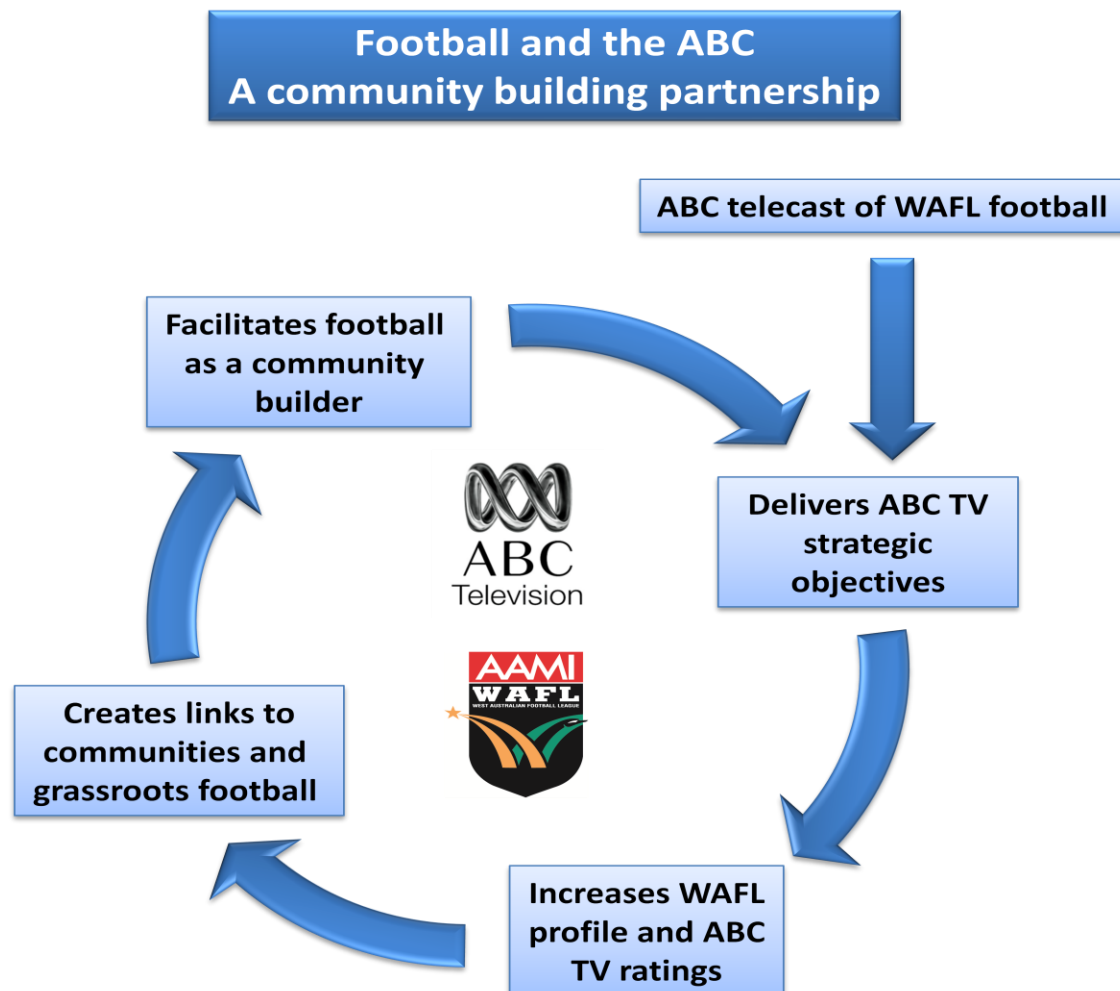 Football and the ABC
A community building partnership
ABC telecast of WAFL football
Facilitates football
as a community
builder
Delivers ABC TV
strategic
objectives
ABC
Television
AAMI
WAFL
WEST AUSTRALIAN FOOTBALL LEAGUE
Creates links to
communities and
grassroots football
Increases WAFL
profile and ABC
TV ratings